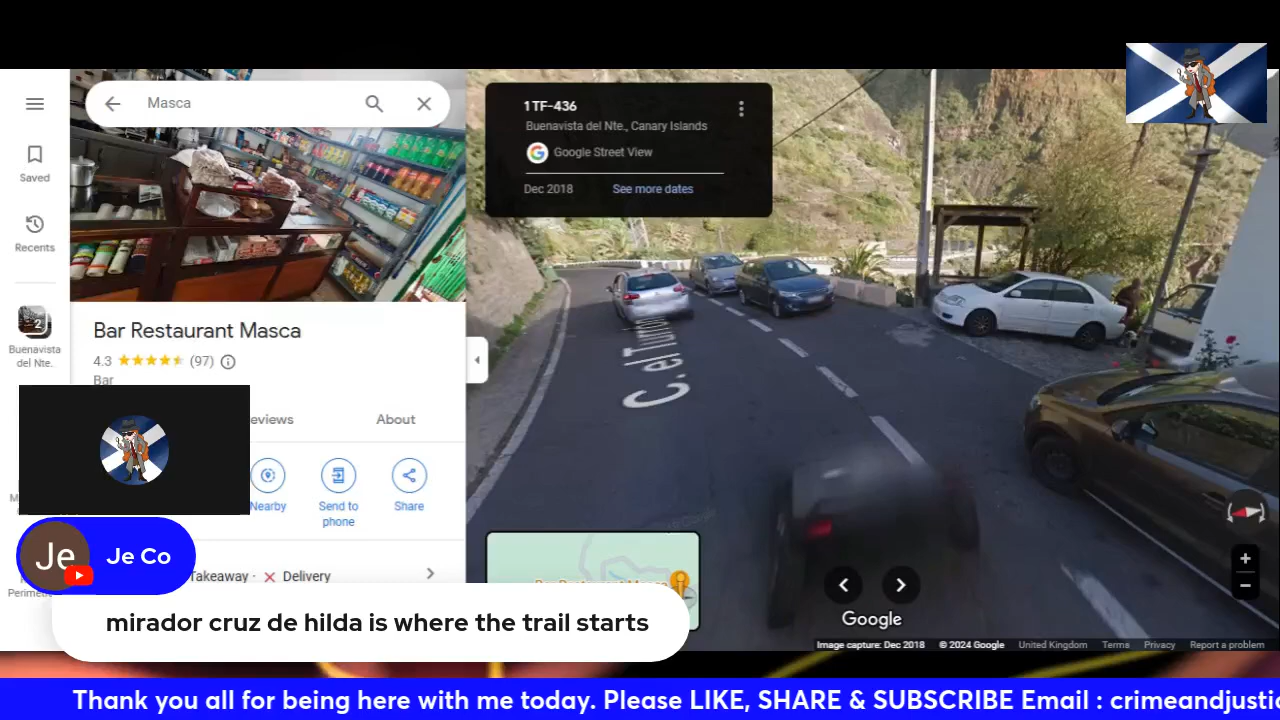 Masca
Saved
Recents
2
Buenavista
del Nte.
Bar Restaurant Masca
4.3 (97)
Bar
eviews
About
Nearby
Send to
phone
Share
Takeaway · Delivery
1TF-436
Buenavista del Nte., Canary Islands
Google Street View
Dec 2018 See more dates
C. el Turrón
Google
Image capture: Dec 2018 © 2024 Google United Kingdom Terms Privacy Report a problem
Je Je Co
mirador cruz de hilda is where the trail starts
Thank you all for being here with me today. Please LIKE, SHARE & SUBSCRIBE Email : crimeandjustic